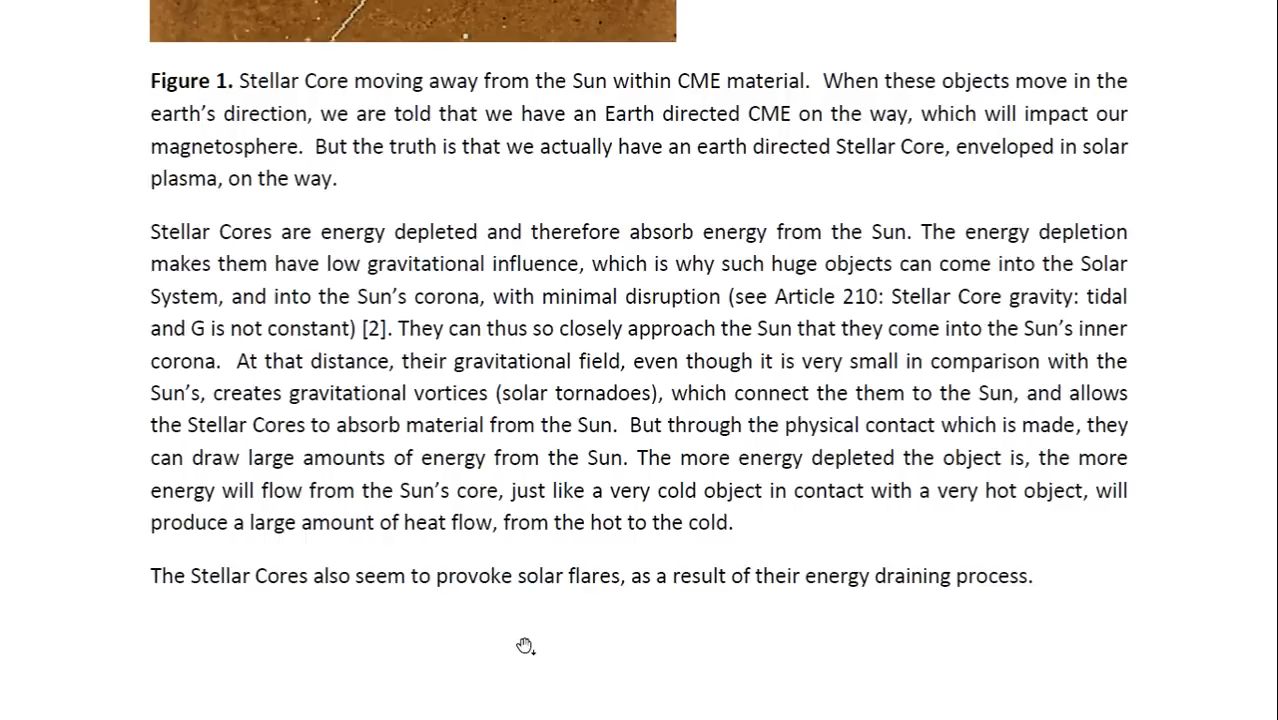 Figure 1. Stellar Core moving away from the Sun within CME material.  When these objects move in the
earth's direction, we are told that we have an Earth directed CME on the way, which will impact our
magnetosphere.  But the truth is that we actually have an earth directed Stellar Core, enveloped in solar
plasma, on the way.
Stellar Cores are energy depleted and therefore absorb energy from the Sun. The energy depletion
makes them have low gravitational influence, which is why such huge objects can come into the Solar
System, and into the Sun's corona, with minimal disruption (see Article 210: Stellar Core gravity: tidal
and G is not constant) [2]. They can thus so closely approach the Sun that they come into the Sun's inner
corona.  At that distance, their gravitational field, even though it is very small in comparison with the
Sun's, creates gravitational vortices (solar tornadoes), which connect the them to the Sun, and allows
the Stellar Cores to absorb material from the Sun.  But through the physical contact which is made, they
can draw large amounts of energy from the Sun. The more energy depleted the object is, the more
energy will flow from the Sun's core, just like a very cold object in contact with a very hot object, will
produce a large amount of heat flow, from the hot to the cold.
The Stellar Cores also seem to provoke solar flares, as a result of their energy draining process.